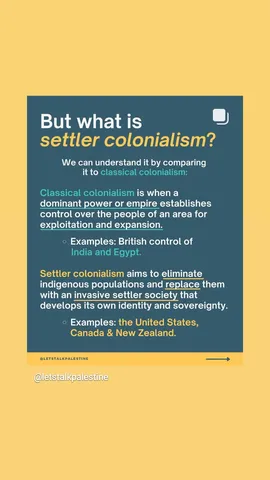 But what is
settler colonialism?
We can understand it by comparing
it to classical colonialism:
Classical colonialism is when a
dominant power or empire establishes
control over the people of an area for
exploitation and expansion.
Examples: British control of
India and Egypt.
Settler colonialism aims to eliminate
indigenous populations and replace them
with an invasive settler society that
develops its own identity and sovereignty.
Examples: the United States,
Canada & New Zealand.
@LETSTALKPALESTINE
@letstalkpalestine